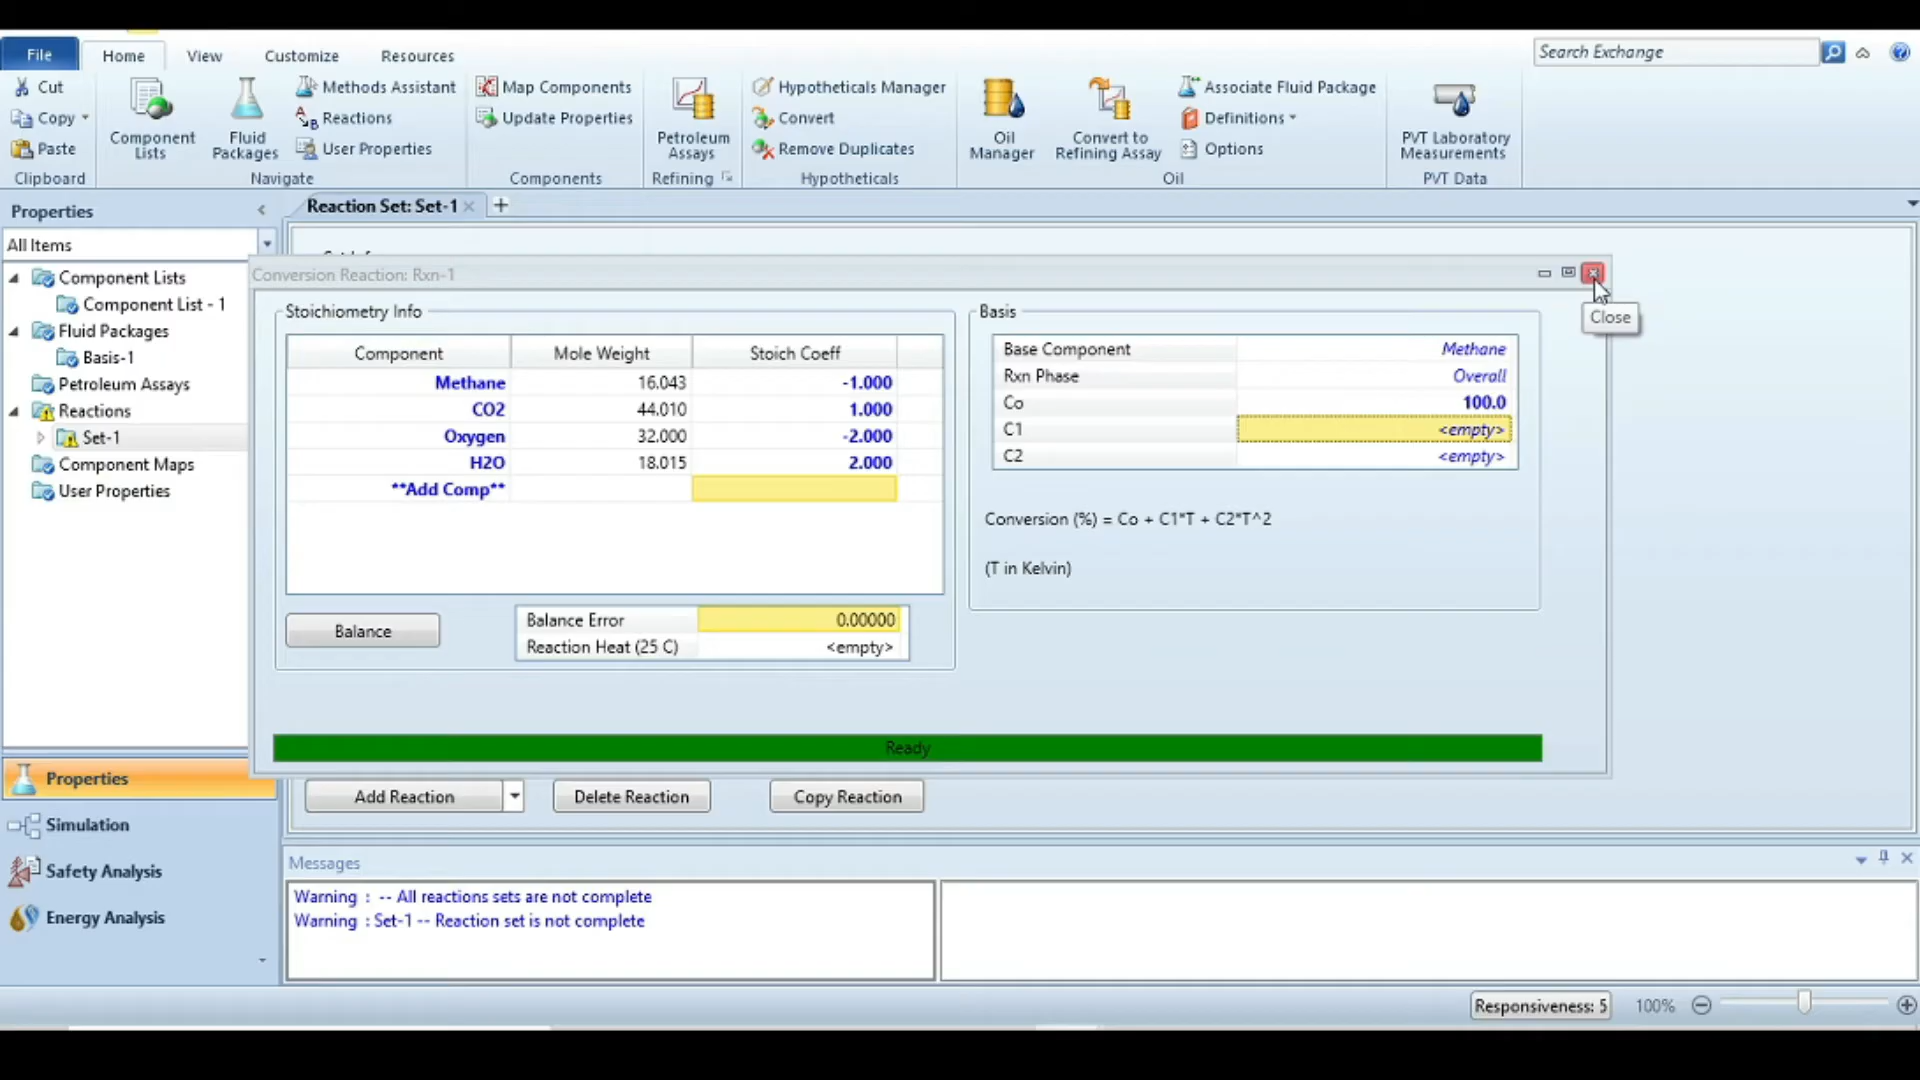 File Home View Customize Resources Search Exchange
Cut Methods Assistant Map Components Hypotheticals Manager Associate Fluid Package
Copy Reactions Update Properties Convert Definitions
Paste Component Lists Fluid Packages User Properties Petroleum Assays Remove Duplicates Oil Manager Convert to Refining Assay Options PVT Laboratory Measurements
Clipboard Navigate Components Refining Hypotheticals Oil PVT Data
Properties
All Items
Component Lists
Component List - 1
Fluid Packages
Basis-1
Petroleum Assays
Reactions
Set-1
Component Maps
User Properties
Properties
Simulation
Safety Analysis
Energy Analysis
Reaction Set: Set-1
Conversion Reaction: Rxn-1
Close
Stoichiometry Info
Component Mole Weight Stoich Coeff
Methane 16.043 -1.000
CO2 44.010 1.000
Oxygen 32.000 -2.000
H2O 18.015 2.000
**Add Comp**
Balance
Balance Error 0.00000
Reaction Heat (25 C) <empty>
Basis
Base Component Methane
Rxn Phase Overall
Co 100.0
C1 <empty>
C2 <empty>
Conversion (%) = Co + C1*T + C2*T^2
(T in Kelvin)
Ready
Add Reaction Delete Reaction Copy Reaction
Messages
Warning : -- All reactions sets are not complete
Warning : Set-1 -- Reaction set is not complete
Responsiveness: 5 100%